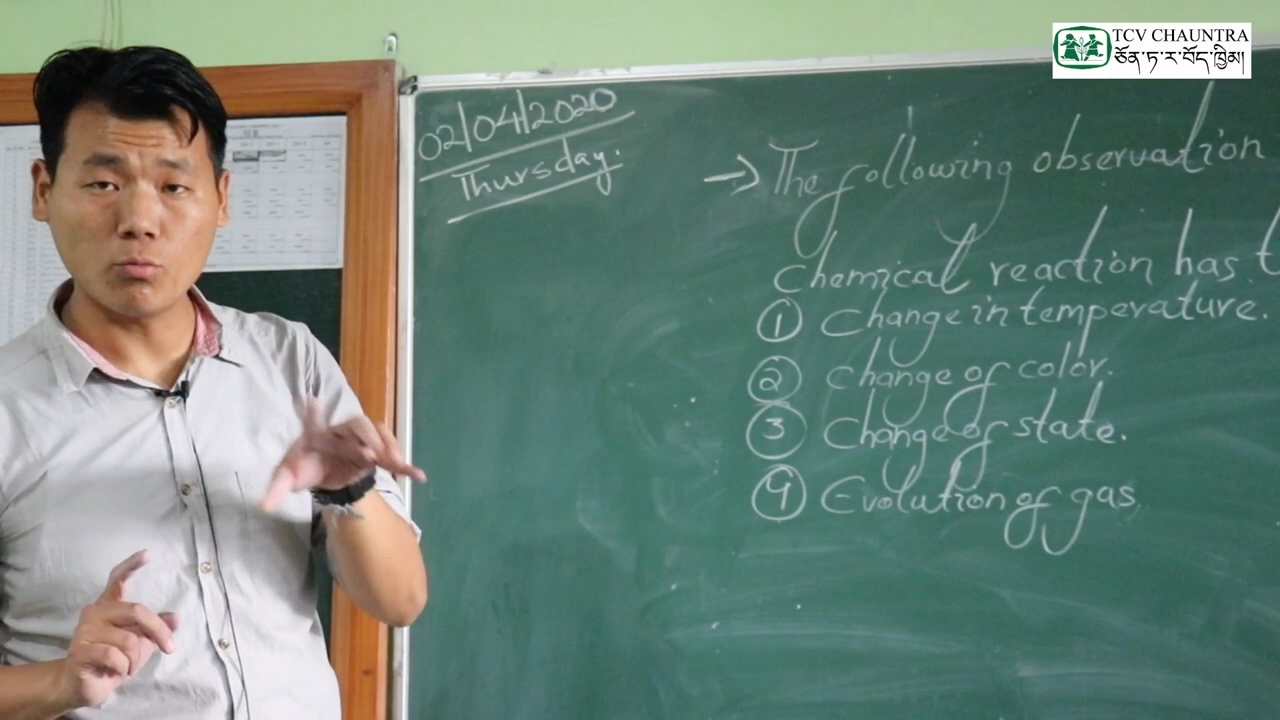 TCV CHAUNTRA
ཅོན་ཏ་ར་བོད་ཁྱིམ།
02/04/2020
Thursday.
→ The following observation
chemical reaction has t
① Change in temperature.
② Change of color.
③ Change of state.
④ Evolution of gas